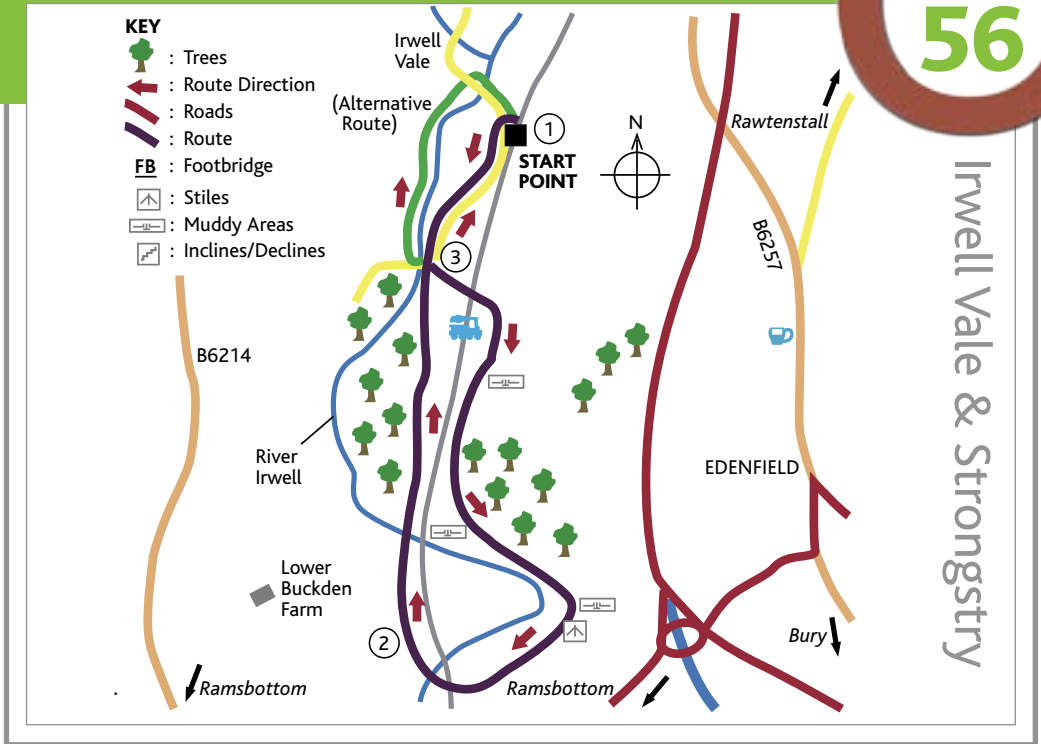 56
KEY
: Trees
: Route Direction
: Roads
: Route
FB : Footbridge
: Stiles
: Muddy Areas
: Inclines/Declines
Irwell
Vale
(Alternative
Route)
1
START
POINT
N
Rawtenstall
B6257
3
B6214
River
Irwell
EDENFIELD
Lower
Buckden
Farm
2
Bury
Ramsbottom
Ramsbottom
.
Irwell Vale & Strongstry